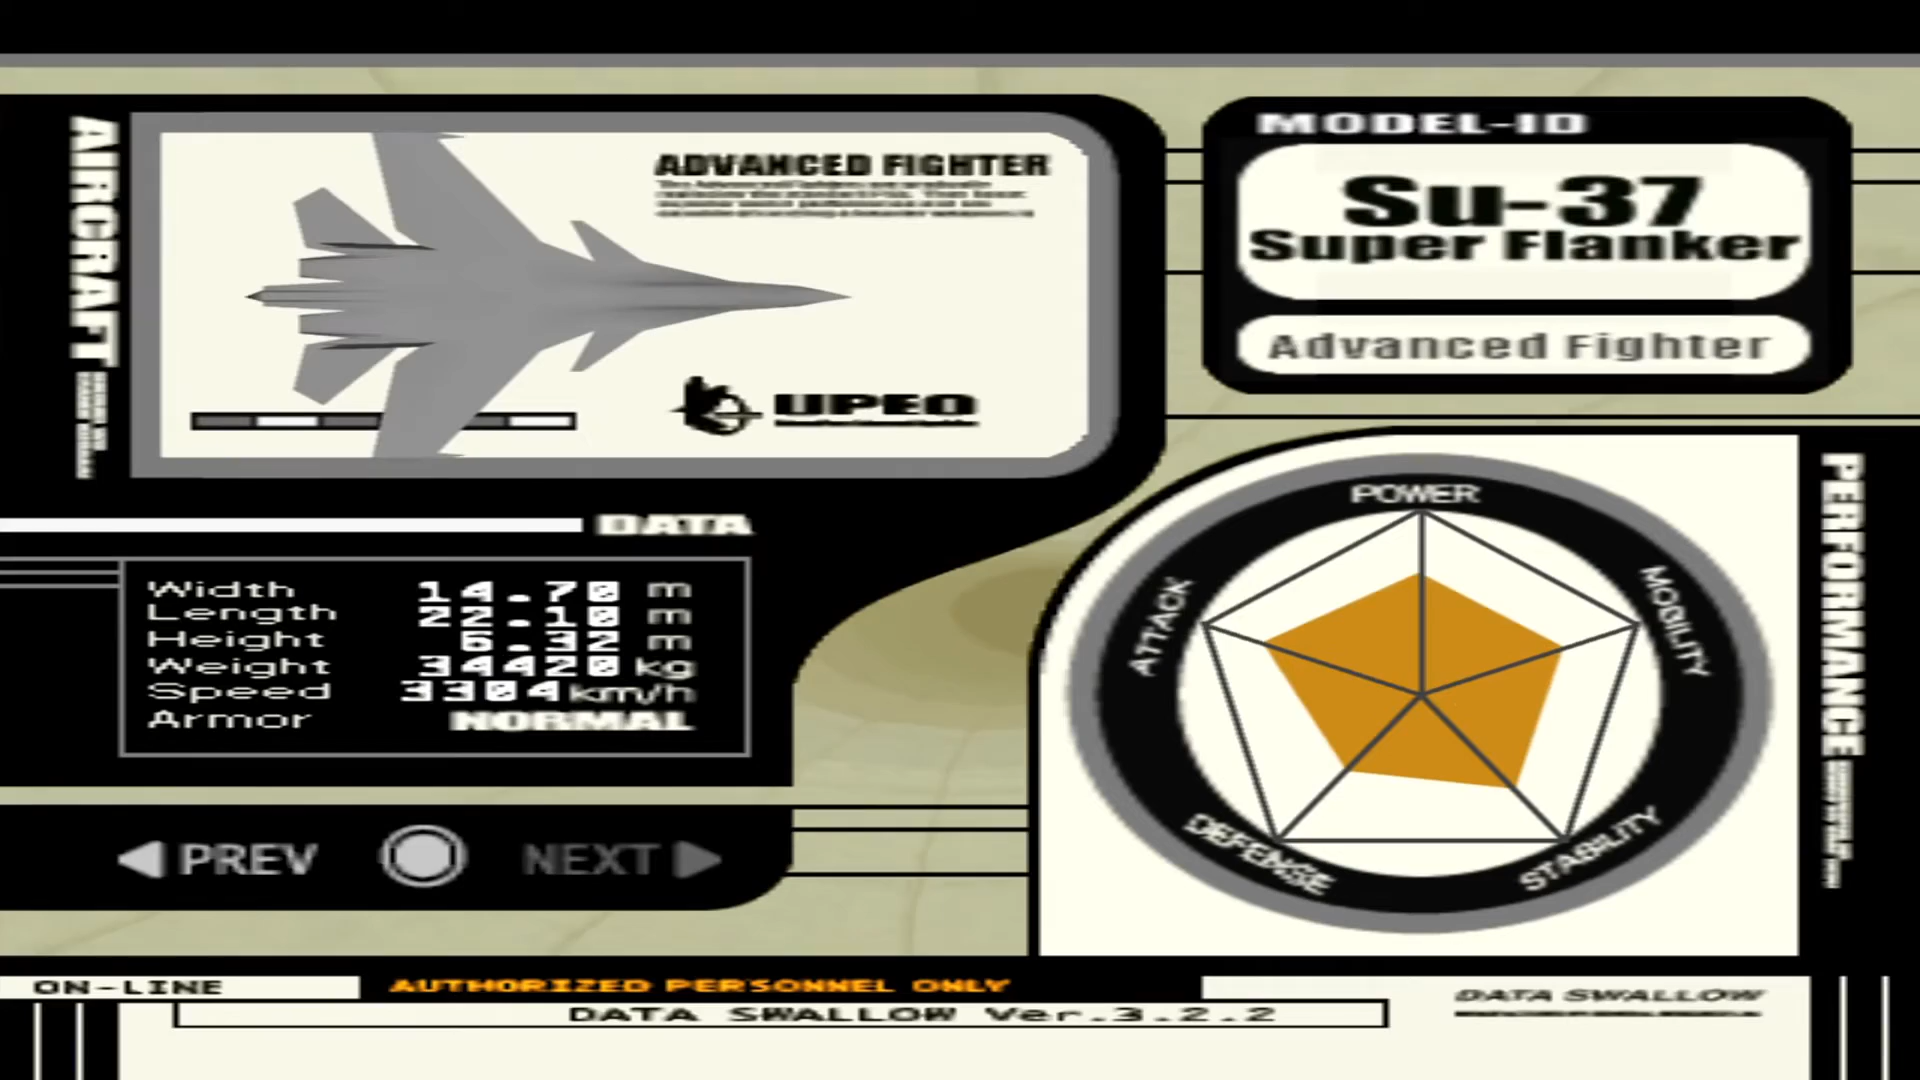 AIRCRAFT
ADVANCED FIGHTER
UPEO
MODEL-ID
Su-37
Super Flanker
Advanced Fighter
DATA
Width 14.70 m
Length 22.10 m
Height 6.32 m
Weight 34420 kg
Speed 3304 km/h
Armor NORMAL
PREV NEXT
PERFORMANCE
POWER
MOBILITY
STABILITY
DEFENSE
ATTACK
ON-LINE
AUTHORIZED PERSONNEL ONLY
DATA SWALLOW Ver.3.2.2
DATA SWALLOW